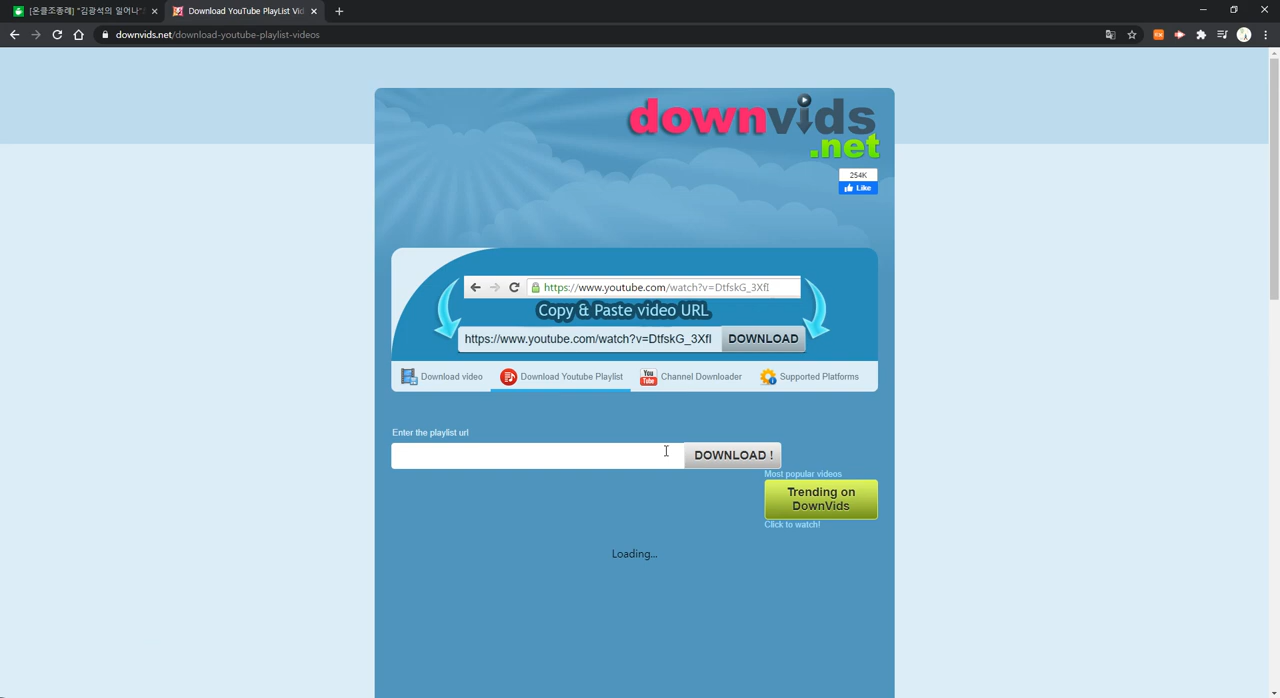 [온클조종례] "김광석의 일어나"
Download YouTube PlayList Vid
downvids.net/download-youtube-playlist-videos
downvids
.net
254K
Like
https://www.youtube.com/watch?v=DtfskG_3XfI
Copy & Paste video URL
https://www.youtube.com/watch?v=DtfskG_3XfI DOWNLOAD
Download video Download Youtube Playlist You Tube Channel Downloader Supported Platforms
Enter the playlist url
DOWNLOAD !
Most popular videos
Trending on
DownVids
Click to watch!
Loading...